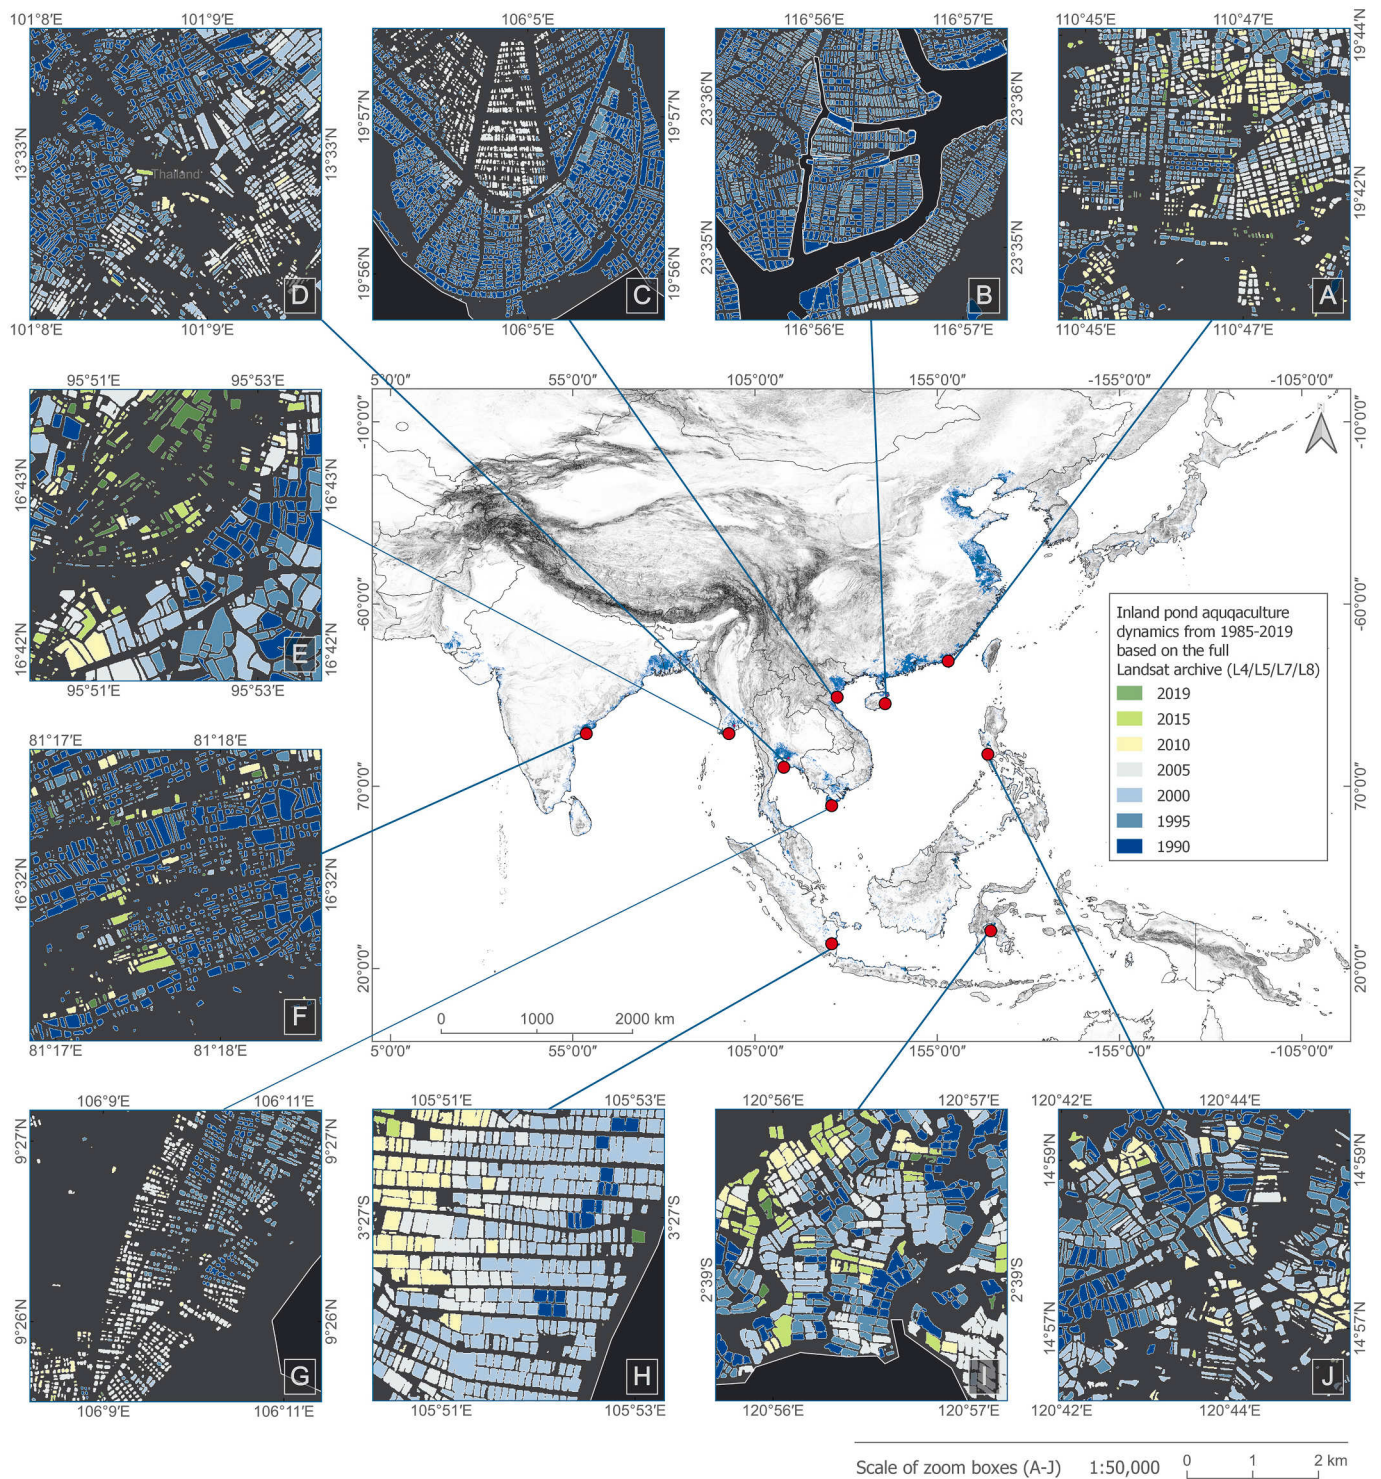 101°8′E 101°9′E 106°5′E 116°56′E 116°57′E 110°45′E 110°47′E
13°33′N 13°33′N 19°57′N 19°57′N 23°36′N 23°36′N 19°44′N
Thailand
19°56′N 19°56′N 23°35′N 23°35′N 19°42′N
D C B A
101°8′E 101°9′E 106°5′E 116°56′E 116°57′E 110°45′E 110°47′E
95°51′E 95°53′E
16°43′N 16°43′N
16°42′N 16°42′N
E
95°51′E 95°53′E
5°0′0″ 55°0′0″ 105°0′0″ 155°0′0″ -155°0′0″ -105°0′0″
-10°0′0″ -10°0′0″
-60°0′0″ -60°0′0″
70°0′0″ 70°0′0″
20°0′0″ 20°0′0″
Inland pond aquqaculture
dynamics from 1985-2019
based on the full
Landsat archive (L4/L5/L7/L8)
2019
2015
2010
2005
2000
1995
1990
0 1000 2000 km
5°0′0″ 55°0′0″ 105°0′0″ 155°0′0″ -155°0′0″ -105°0′0″
81°17′E 81°18′E
16°32′N 16°32′N
F
81°17′E 81°18′E
106°9′E 106°11′E 105°51′E 105°53′E 120°56′E 120°57′E 120°42′E 120°44′E
9°27′N 9°27′N 3°27′S 3°27′S 2°39′S 2°39′S 14°59′N 14°59′N
9°26′N 9°26′N 14°57′N 14°57′N
G H I J
106°9′E 106°11′E 105°51′E 105°53′E 120°56′E 120°57′E 120°42′E 120°44′E
Scale of zoom boxes (A-J) 1:50,000 0 1 2 km